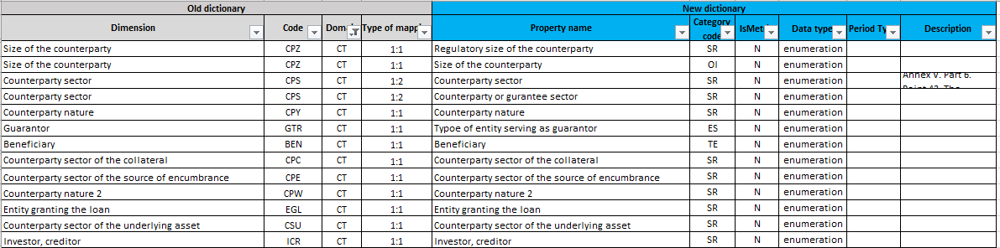 Old dictionary New dictionary
Dimension Code Doma Type of mapp Property name Category code IsMet Data type Period Ty Description
Size of the counterparty CPZ CT 1:1 Regulatory size of the counterparty SR N enumeration
Size of the counterparty CPZ CT 1:1 Size of the counterparty OI N enumeration
Counterparty sector CPS CT 1:2 Counterparty sector SR N enumeration Annex V. Part 6.
Counterparty sector CPS CT 1:2 Counterparty or gurantee sector SR N enumeration
Counterparty nature CPY CT 1:1 Counterparty nature SR N enumeration
Guarantor GTR CT 1:1 Typoe of entity serving as guarantor ES N enumeration
Beneficiary BEN CT 1:1 Beneficiary TE N enumeration
Counterparty sector of the collateral CPC CT 1:1 Counterparty sector of the collateral SR N enumeration
Counterparty sector of the source of encumbrance CPE CT 1:1 Counterparty sector of the source of encumbrance SR N enumeration
Counterparty nature 2 CPW CT 1:1 Counterparty nature 2 SR N enumeration
Entity granting the loan EGL CT 1:1 Entity granting the loan SR N enumeration
Counterparty sector of the underlying asset CSU CT 1:1 Counterparty sector of the underlying asset SR N enumeration
Investor, creditor ICR CT 1:1 Investor, creditor SR N enumeration